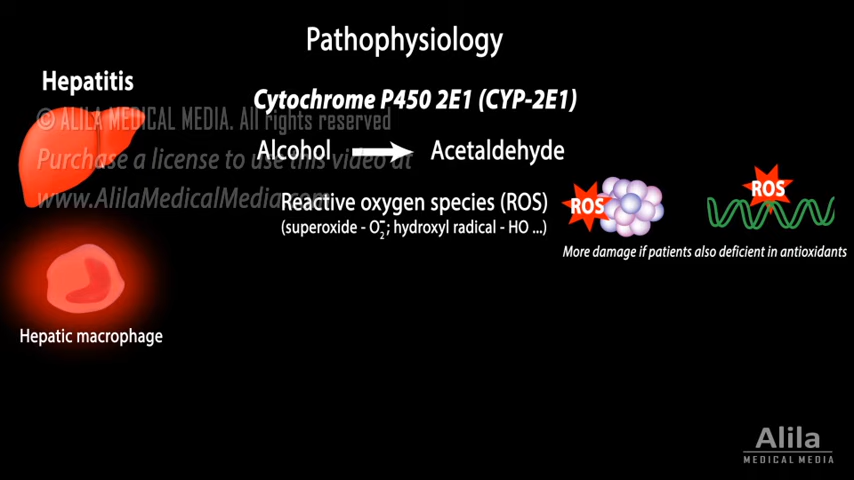 Pathophysiology
Hepatitis
Cytochrome P450 2E1 (CYP-2E1)
© ALILA MEDICAL MEDIA. All rights reserved
Alcohol Acetaldehyde
Purchase a license to use this video at
www.AlilaMedicalMedia.com
Reactive oxygen species (ROS)
(superoxide - O₂⁻; hydroxyl radical - HO ...)
ROS
ROS
More damage if patients also deficient in antioxidants
Hepatic macrophage
Alila
MEDICAL MEDIA